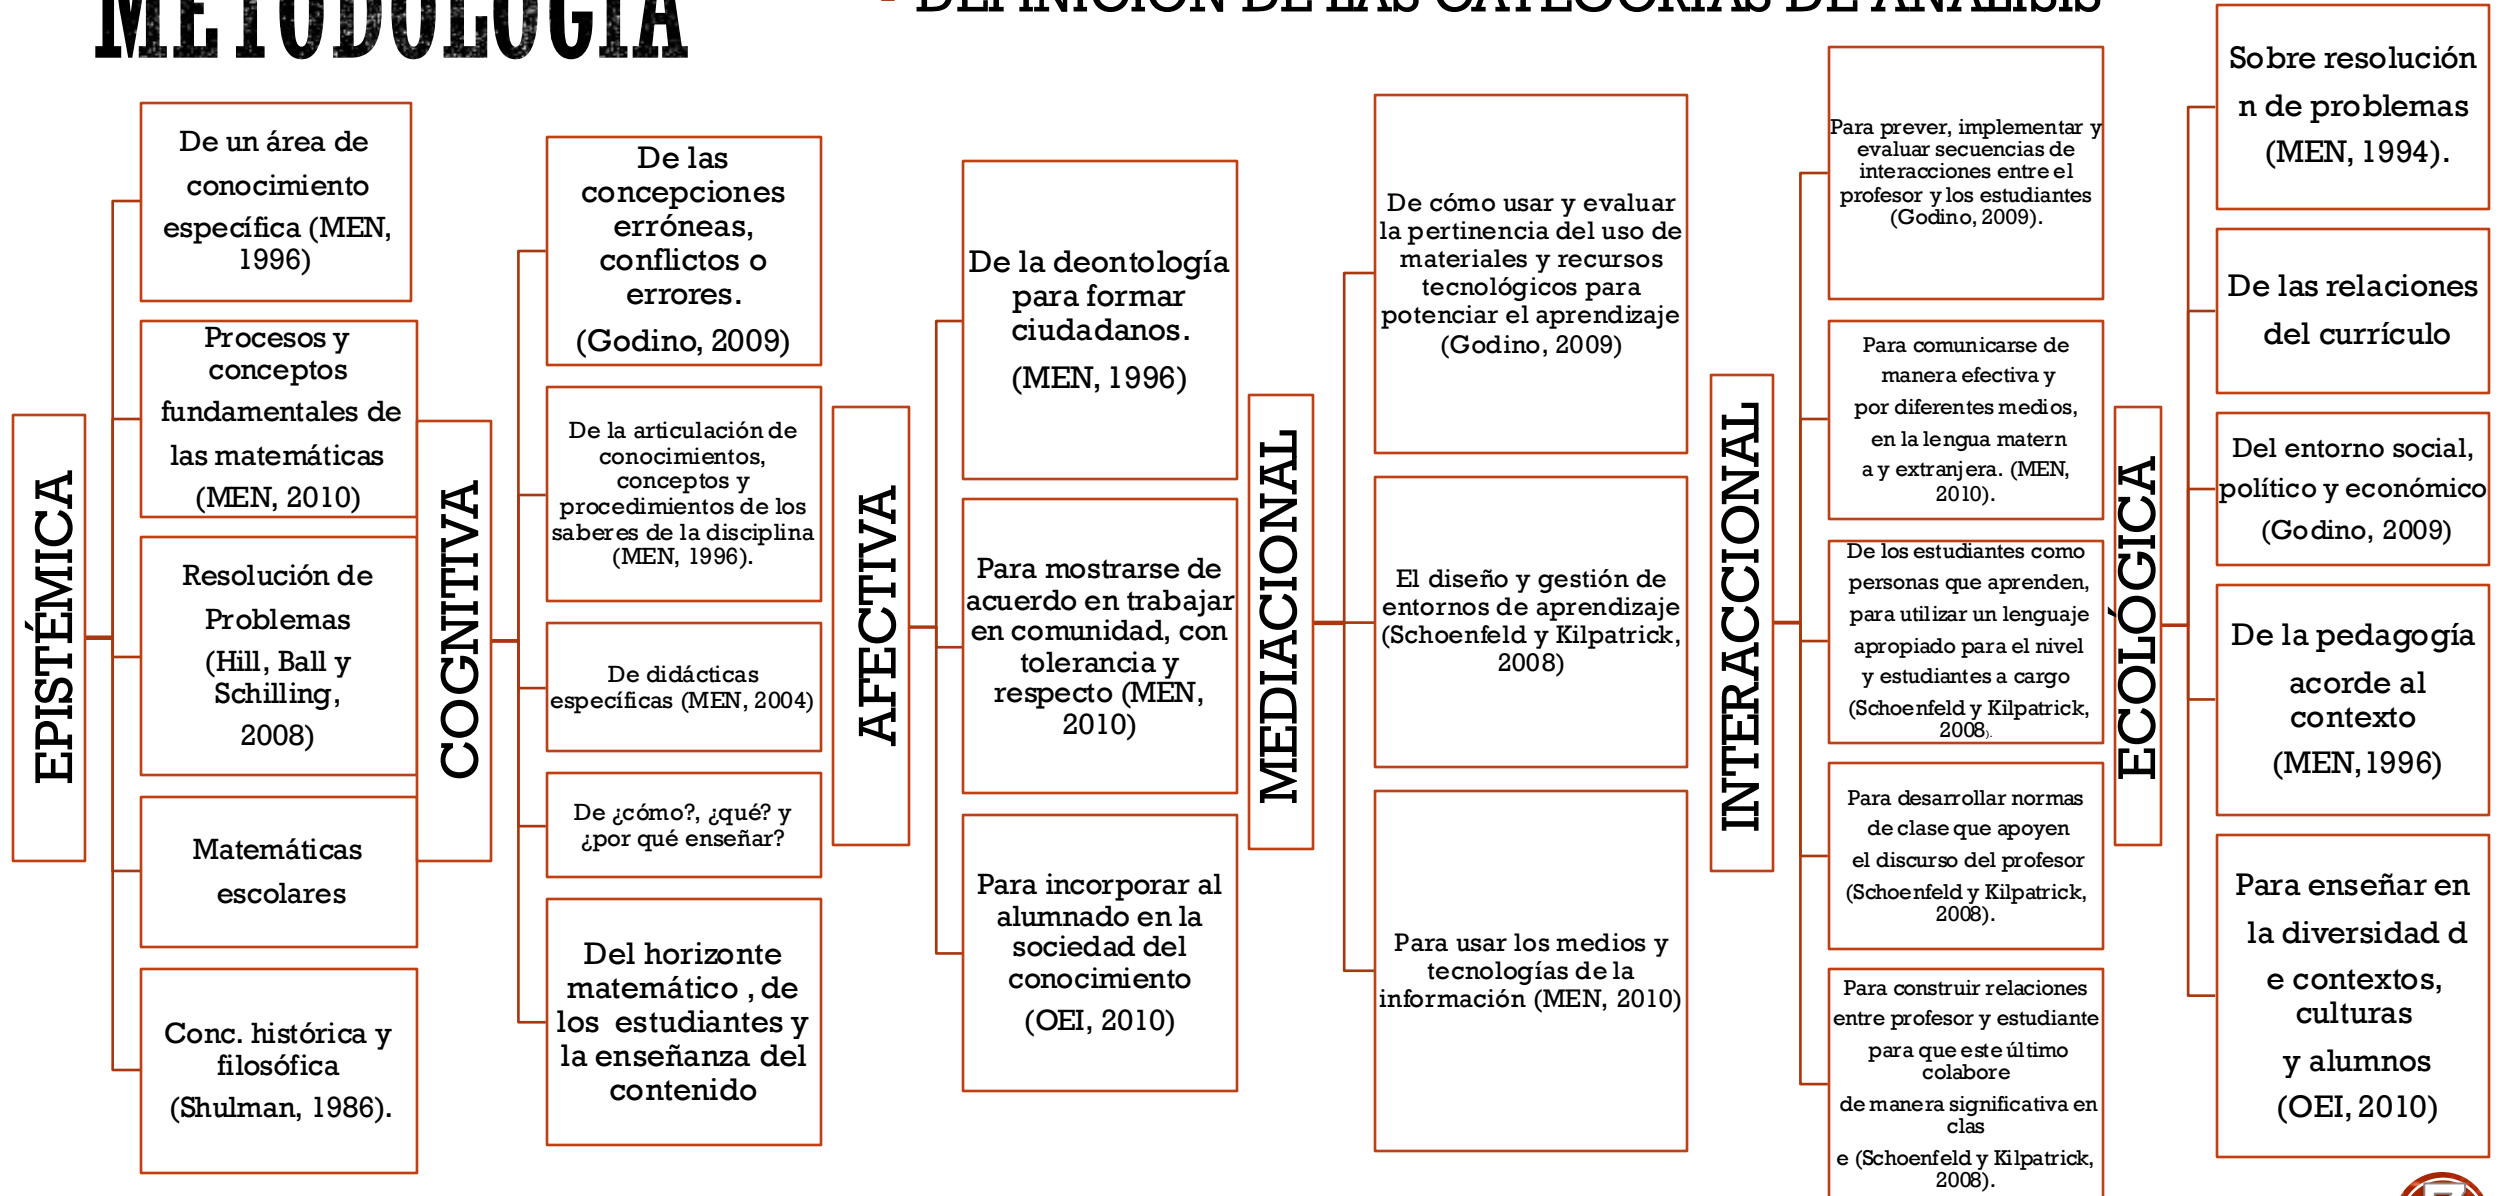 METODOLOGÍA
• DEFINICIÓN DE LAS CATEGORÍAS DE ANÁLISIS
EPISTÉMICA
De un área de
conocimiento
específica (MEN,
1996)
Procesos y
conceptos
fundamentales de
las matemáticas
(MEN, 2010)
Resolución de
Problemas
(Hill, Ball y
Schilling,
2008)
Matemáticas
escolares
Conc. histórica y
filosófica
(Shulman, 1986).
COGNITIVA
De las
concepciones
erróneas,
conflictos o
errores.
(Godino, 2009)
De la articulación de
conocimientos,
conceptos y
procedimientos de los
saberes de la disciplina
(MEN, 1996).
De didácticas
específicas (MEN, 2004)
De ¿cómo?, ¿qué? y
¿por qué enseñar?
Del horizonte
matemático , de
los estudiantes y
la enseñanza del
contenido
AFECTIVA
De la deontología
para formar
ciudadanos.
(MEN, 1996)
Para mostrarse de
acuerdo en trabajar
en comunidad, con
tolerancia y
respecto (MEN,
2010)
Para incorporar al
alumnado en la
sociedad del
conocimiento
(OEI, 2010)
MEDIACIONAL
De cómo usar y evaluar
la pertinencia del uso de
materiales y recursos
tecnológicos para
potenciar el aprendizaje
(Godino, 2009)
El diseño y gestión de
entornos de aprendizaje
(Schoenfeld y Kilpatrick,
2008)
Para usar los medios y
tecnologías de la
información (MEN, 2010)
INTERACCIONAL
Para prever, implementar y
evaluar secuencias de
interacciones entre el
profesor y los estudiantes
(Godino, 2009).
Para comunicarse de
manera efectiva y
por diferentes medios,
en la lengua matern
a y extranjera. (MEN,
2010).
De los estudiantes como
personas que aprenden,
para utilizar un lenguaje
apropiado para el nivel
y estudiantes a cargo
(Schoenfeld y Kilpatrick,
2008).
Para desarrollar normas
de clase que apoyen
el discurso del profesor
(Schoenfeld y Kilpatrick,
2008).
Para construir relaciones
entre profesor y estudiante
para que este último
colabore
de manera significativa en
clas
e (Schoenfeld y Kilpatrick,
2008).
ECOLÓGICA
Sobre resolución
n de problemas
(MEN, 1994).
De las relaciones
del currículo
Del entorno social,
político y económico
(Godino, 2009)
De la pedagogía
acorde al
contexto
(MEN,1996)
Para enseñar en
la diversidad d
e contextos,
culturas
y alumnos
(OEI, 2010)